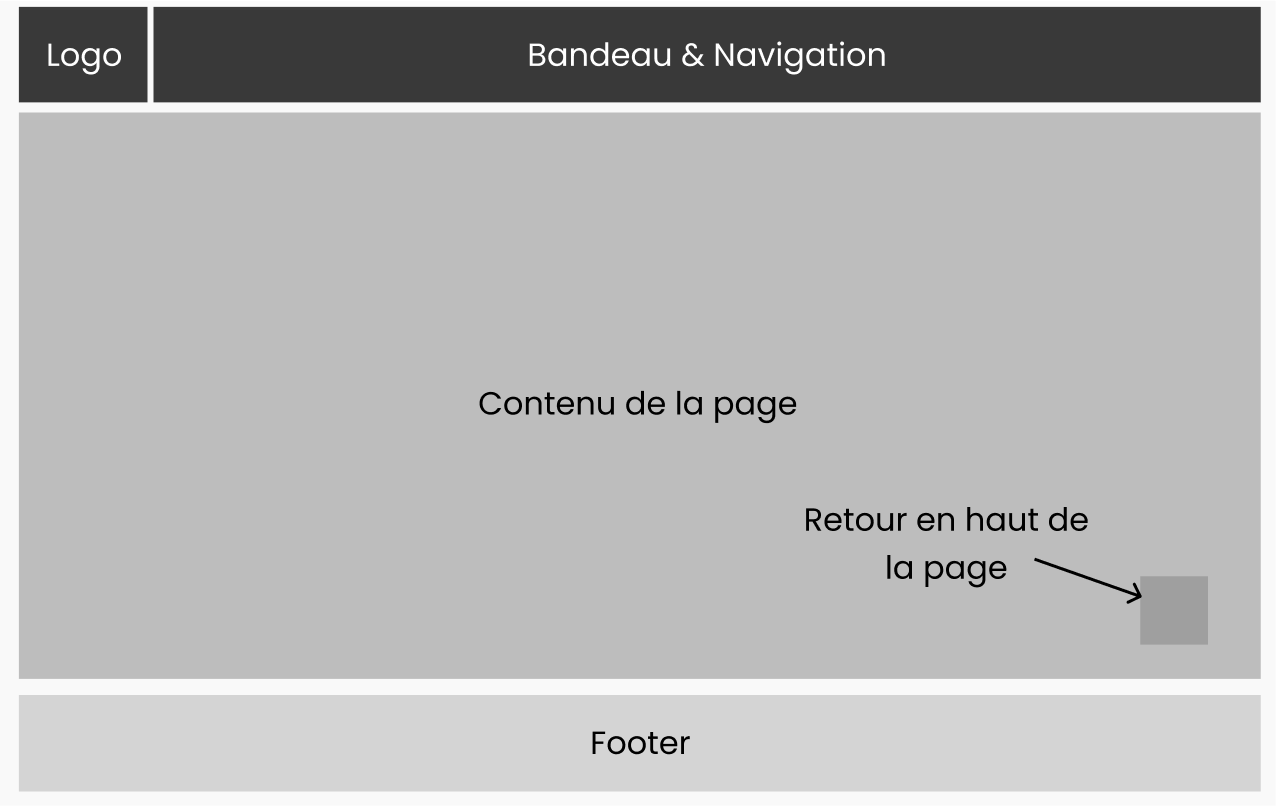 Logo
Bandeau & Navigation
Contenu de la page
Retour en haut de
la page
Footer